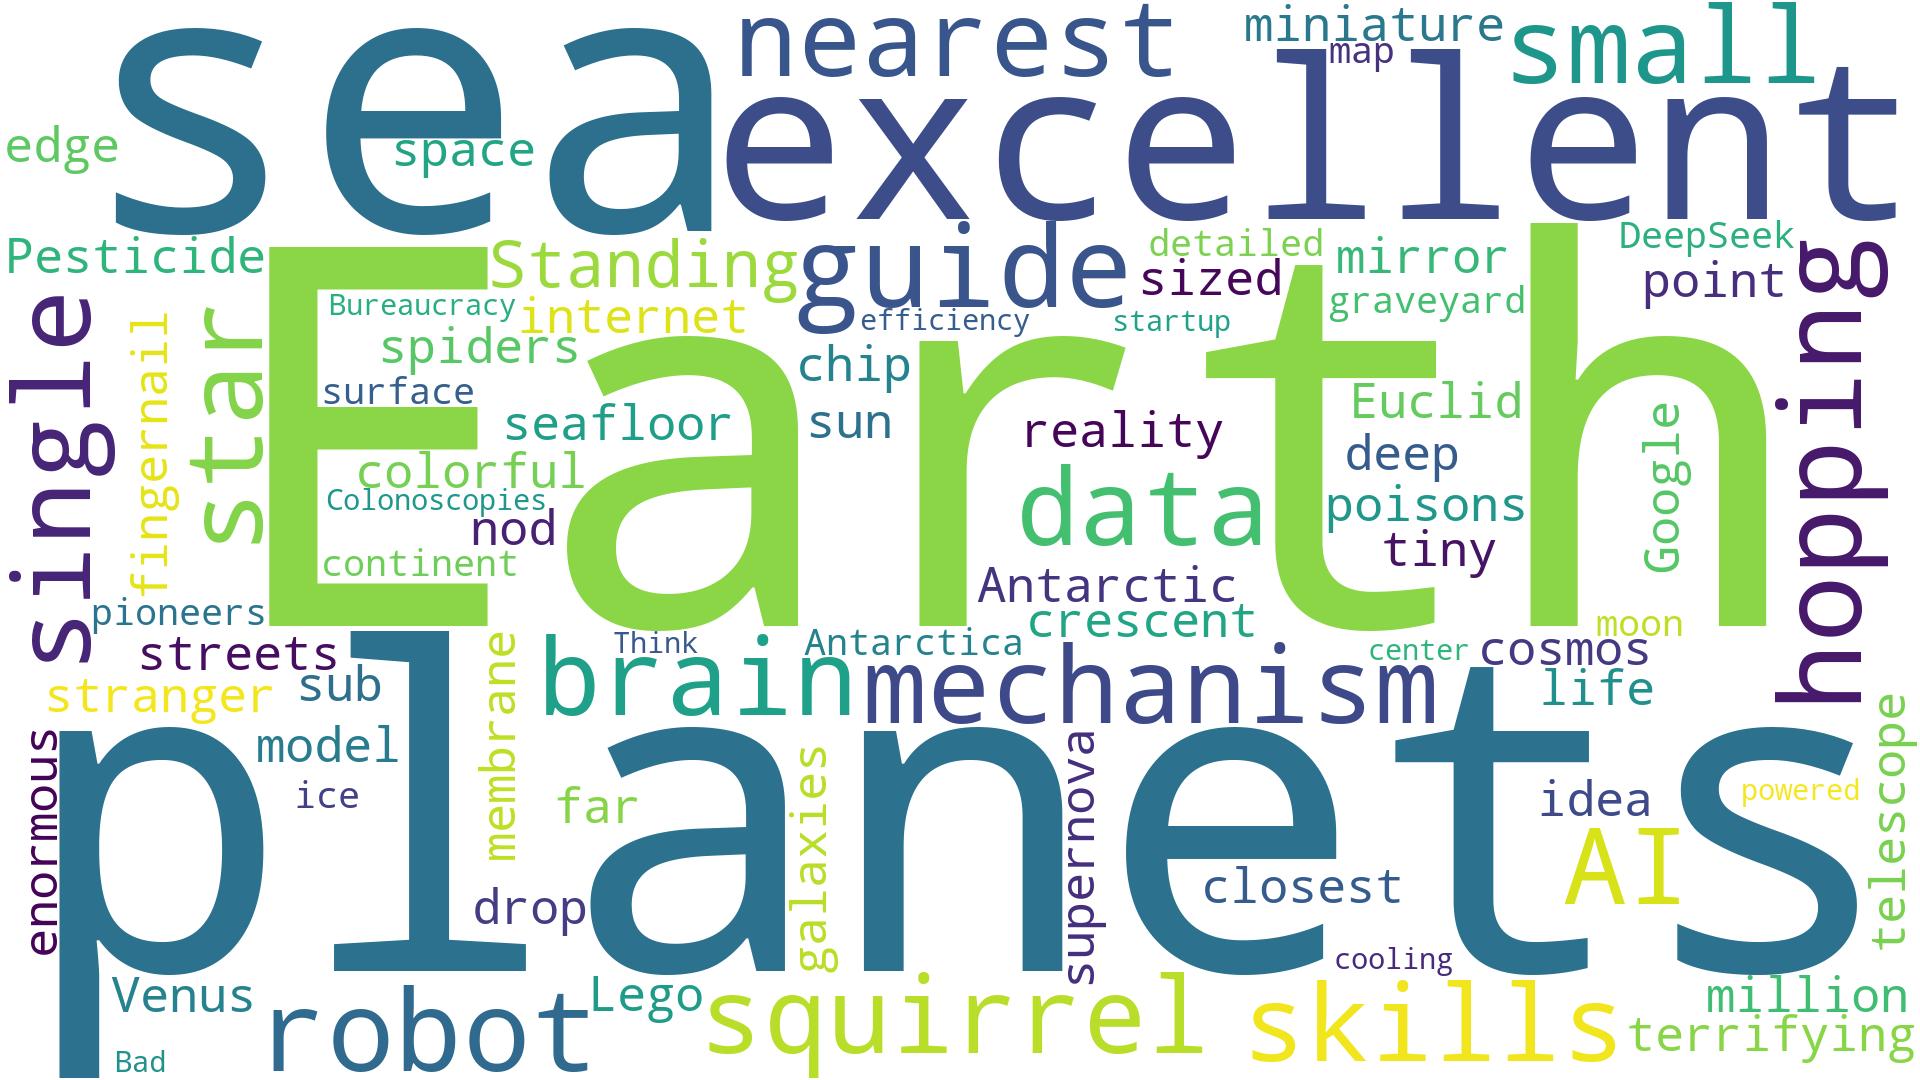 sea
nearest
miniature
map
small
excellent
edge
space
Pesticide
Standing
guide
detailed
sized
mirror
DeepSeek
point
hopping
single
fingernail
star
Earth
Bureaucracy
internet
efficiency
startup
graveyard
spiders
chip
surface
seafloor
sun
reality
Euclid
deep
Google
colorful
Colonoscopies
nod
data
poisons
tiny
continent
Antarctic
crescent
pioneers
streets
Think
Antarctica
center
cosmos
moon
stranger
sub
membrane
brain
mechanism
life
telescope
enormous
planets
model
ice
far
galaxies
supernova
idea
powered
AI
drop
closest
cooling
Venus
robot
Lego
squirrel
skills
million
terrifying
Bad